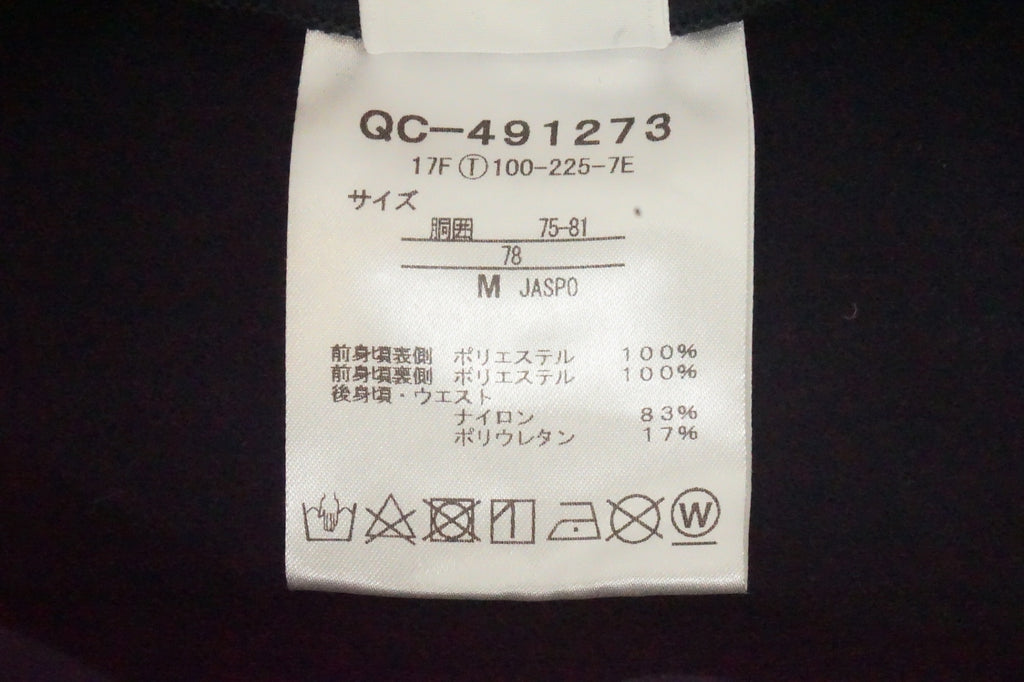 QC-491273
17F Ⓣ100-225-7E
サイズ
胴囲 75-81
78
M JASPO
前身頃表側 ポリエステル 100%
前身頃裏側 ポリエステル 100%
後身頃・ウエスト
ナイロン 83%
ポリウレタン 17%
W